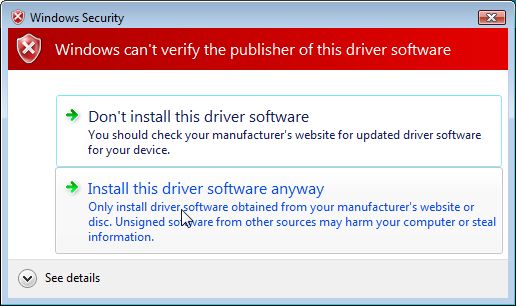 Windows Security
Windows can't verify the publisher of this driver software
Don't install this driver software
You should check your manufacturer's website for updated driver software
for your device.
Install this driver software anyway
Only install driver software obtained from your manufacturer's website or
disc. Unsigned software from other sources may harm your computer or steal
information.
See details